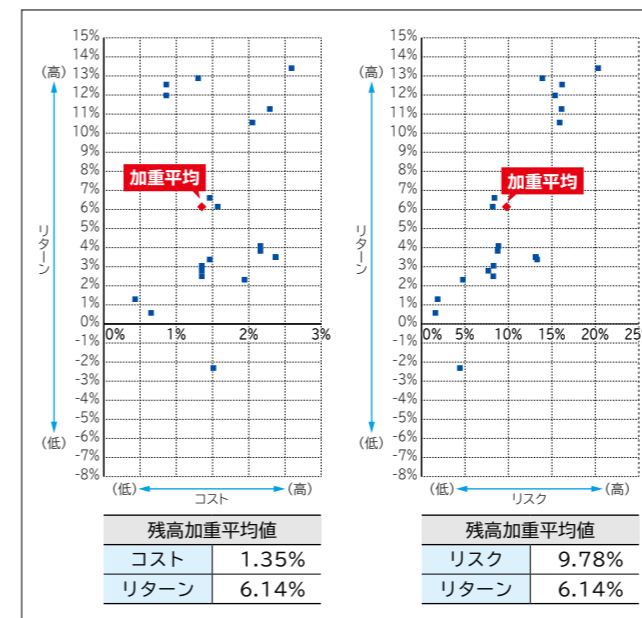 15%
14%
13%
12%
11%
10%
9%
8%
7%
6%
5%
4%
3%
2%
1%
0%
-1%
-2%
-3%
-4%
-5%
-6%
-7%
-8%
(高)
リターン
(低)
加重平均
0% 1% 2% 3%
(低) コスト (高)
残高加重平均値
コスト 1.35%
リターン 6.14%
15%
14%
13%
12%
11%
10%
9%
8%
7%
6%
5%
4%
3%
2%
1%
0%
-1%
-2%
-3%
-4%
-5%
-6%
-7%
-8%
(高)
リターン
(低)
加重平均
0% 5% 10% 15% 20% 25
(低) リスク (高)
残高加重平均値
リスク 9.78%
リターン 6.14%